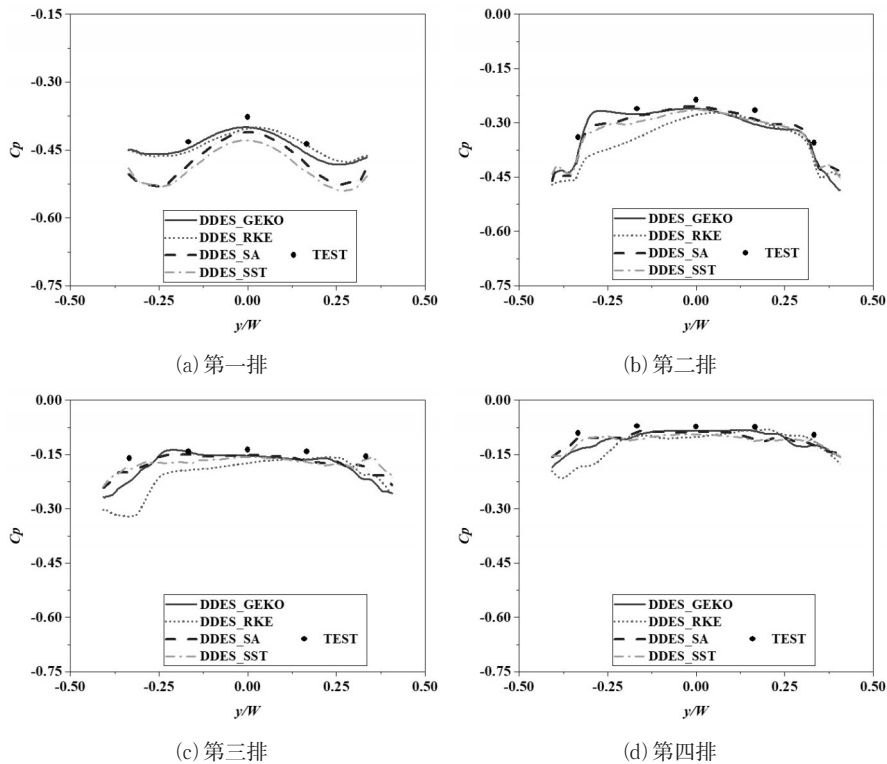 -0.15
-0.30
-0.45
-0.60
-0.75
Cp
-0.50
-0.25
0.00
0.25
0.50
y/W
DDES_GEKO
DDES_RKE
DDES_SA
DDES_SST
TEST
(a) 第一排
0.00
-0.15
-0.30
-0.45
-0.60
-0.75
Cp
-0.50
-0.25
0.00
0.25
0.50
y/W
DDES_GEKO
DDES_RKE
DDES_SA
DDES_SST
TEST
(b) 第二排
0.00
-0.15
-0.30
-0.45
-0.60
-0.75
Cp
-0.50
-0.25
0.00
0.25
0.50
y/W
DDES_GEKO
DDES_RKE
DDES_SA
DDES_SST
TEST
(c) 第三排
0.00
-0.15
-0.30
-0.45
-0.60
-0.75
Cp
-0.50
-0.25
0.00
0.25
0.50
y/W
DDES_GEKO
DDES_RKE
DDES_SA
DDES_SST
TEST
(d) 第四排